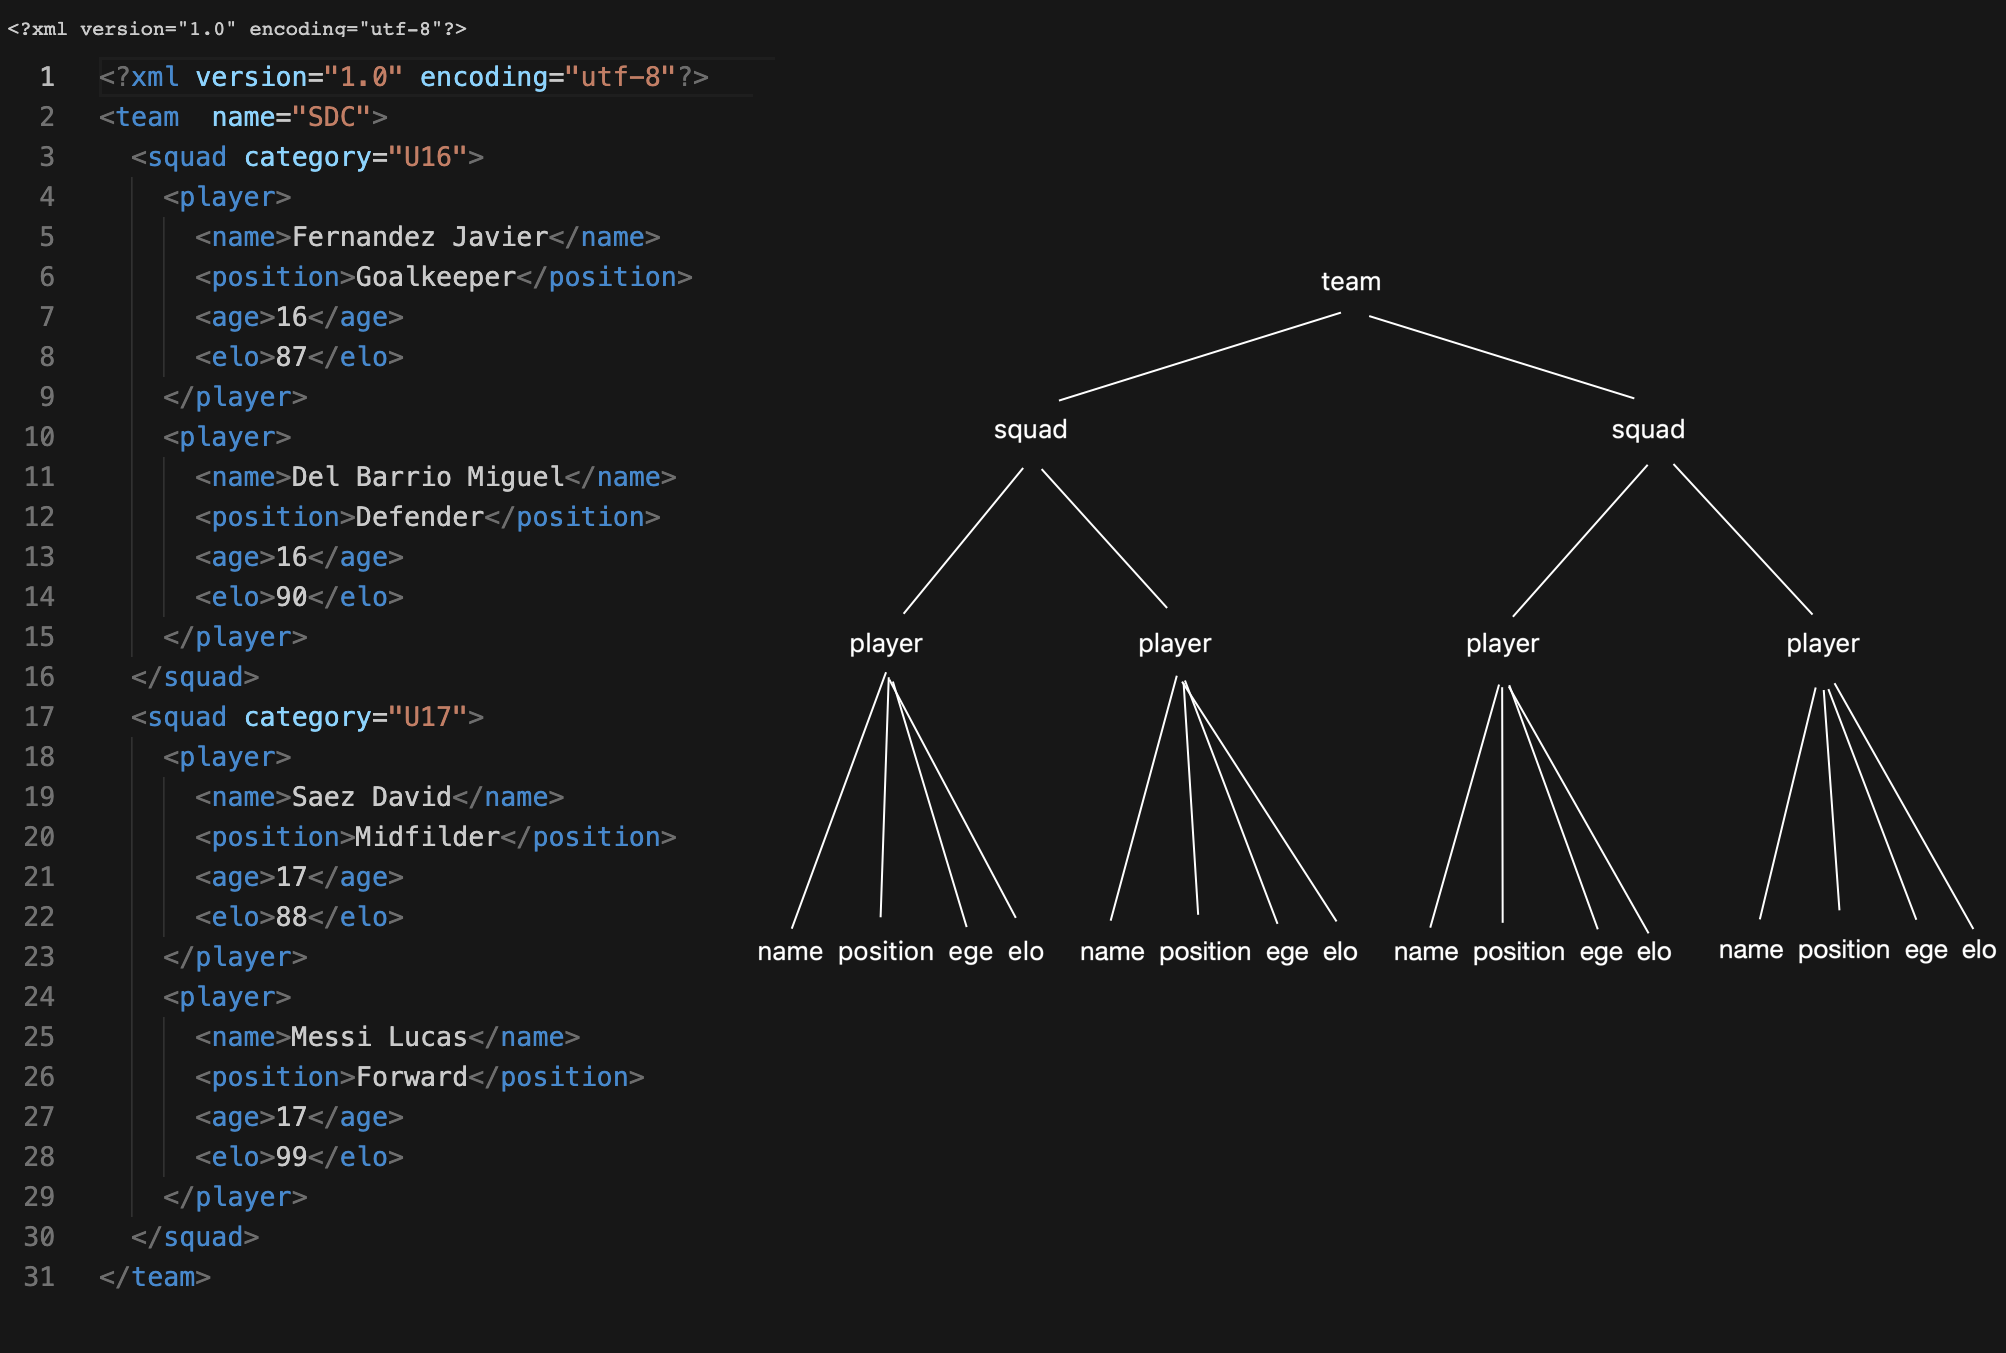 <?xml version="1.0" encoding="utf-8"?>
1 <?xml version="1.0" encoding="utf-8"?>
2 <team  name="SDC">
3 <squad category="U16">
4 <player>
5 <name>Fernandez Javier</name>
6 <position>Goalkeeper</position>
7 <age>16</age>
8 <elo>87</elo>
9 </player>
10 <player>
11 <name>Del Barrio Miguel</name>
12 <position>Defender</position>
13 <age>16</age>
14 <elo>90</elo>
15 </player>
16 </squad>
17 <squad category="U17">
18 <player>
19 <name>Saez David</name>
20 <position>Midfilder</position>
21 <age>17</age>
22 <elo>88</elo>
23 </player>
24 <player>
25 <name>Messi Lucas</name>
26 <position>Forward</position>
27 <age>17</age>
28 <elo>99</elo>
29 </player>
30 </squad>
31 </team>
team
squad squad
player player player player
name position ege elo name position ege elo name position ege elo name position ege elo